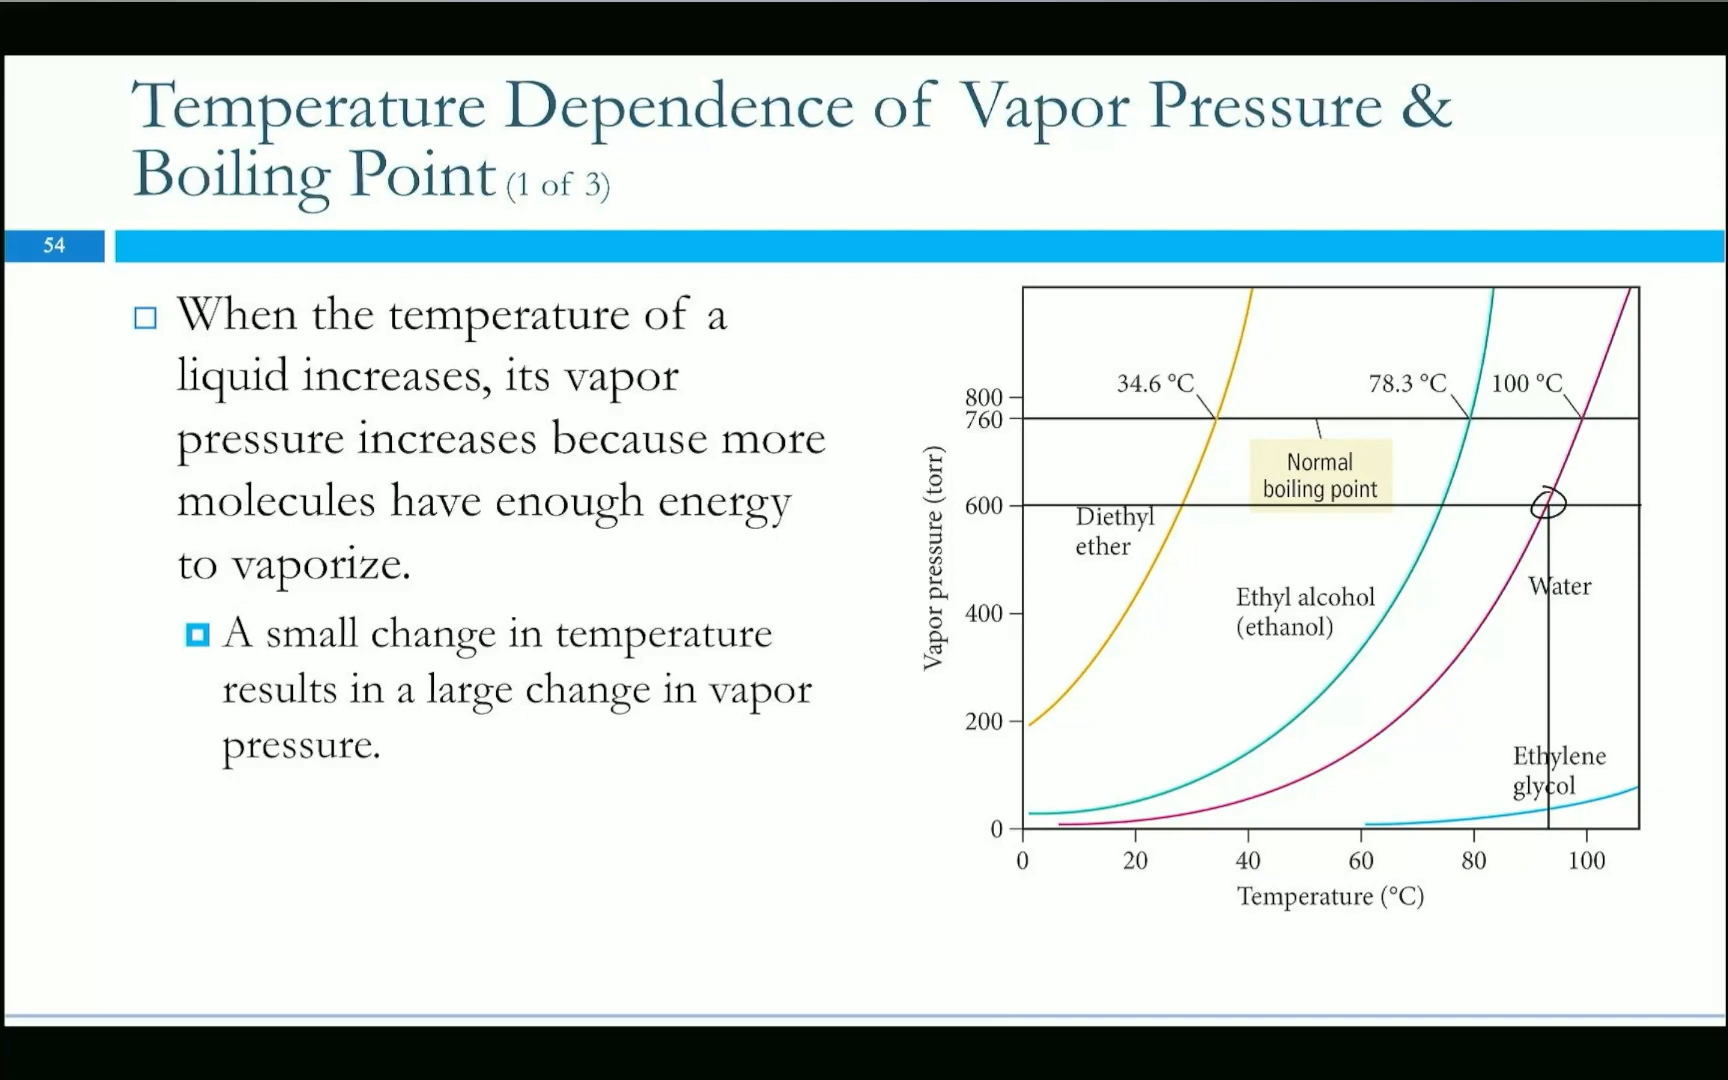 Temperature Dependence of Vapor Pressure &
Boiling Point (1 of 3)
54
When the temperature of a
liquid increases, its vapor
pressure increases because more
molecules have enough energy
to vaporize.
A small change in temperature
results in a large change in vapor
pressure.
34.6 °C
78.3 °C
100 °C
800
760
Normal
boiling point
600
Diethyl
ether
Vapor pressure (torr)
Water
Ethyl alcohol
(ethanol)
400
200
Ethylene
glycol
0
0 20 40 60 80 100
Temperature (°C)